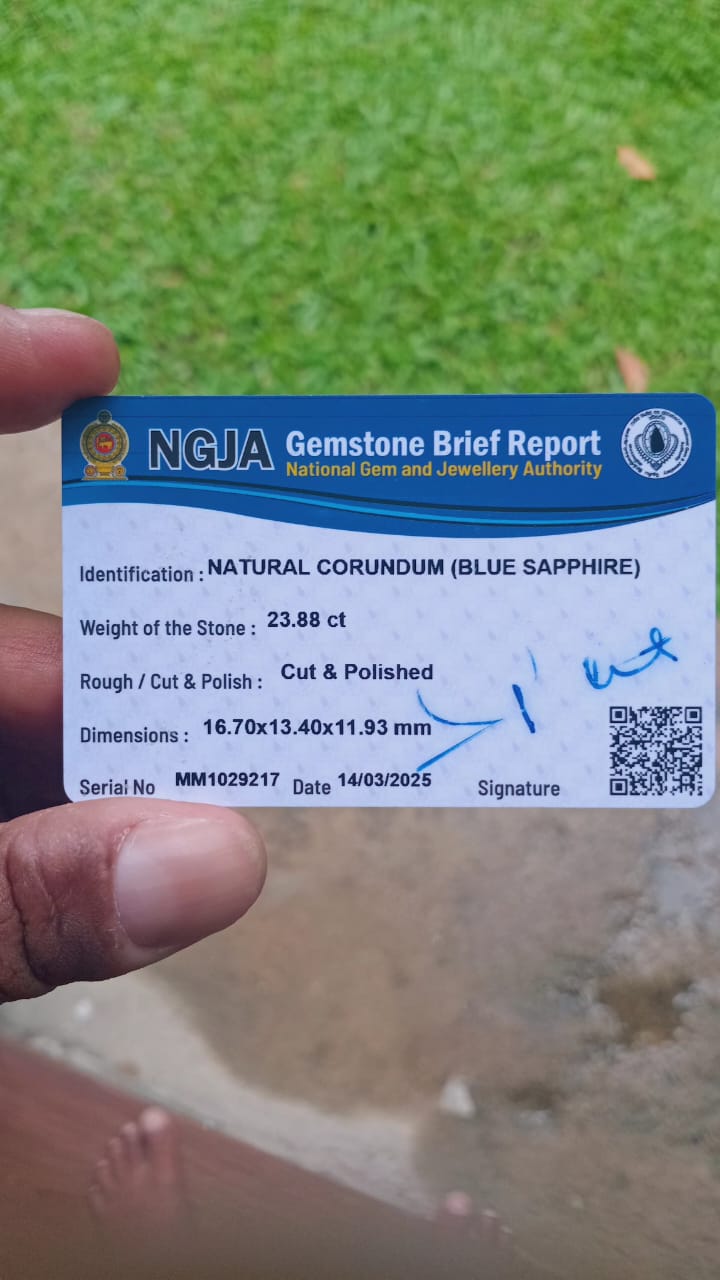 NGJA Gemstone Brief Report
National Gem and Jewellery Authority
Identification : NATURAL CORUNDUM (BLUE SAPPHIRE)
Weight of the Stone : 23.88 ct
Rough / Cut & Polish : Cut & Polished
Dimensions : 16.70x13.40x11.93 mm
Serial No MM1029217 Date 14/03/2025 Signature